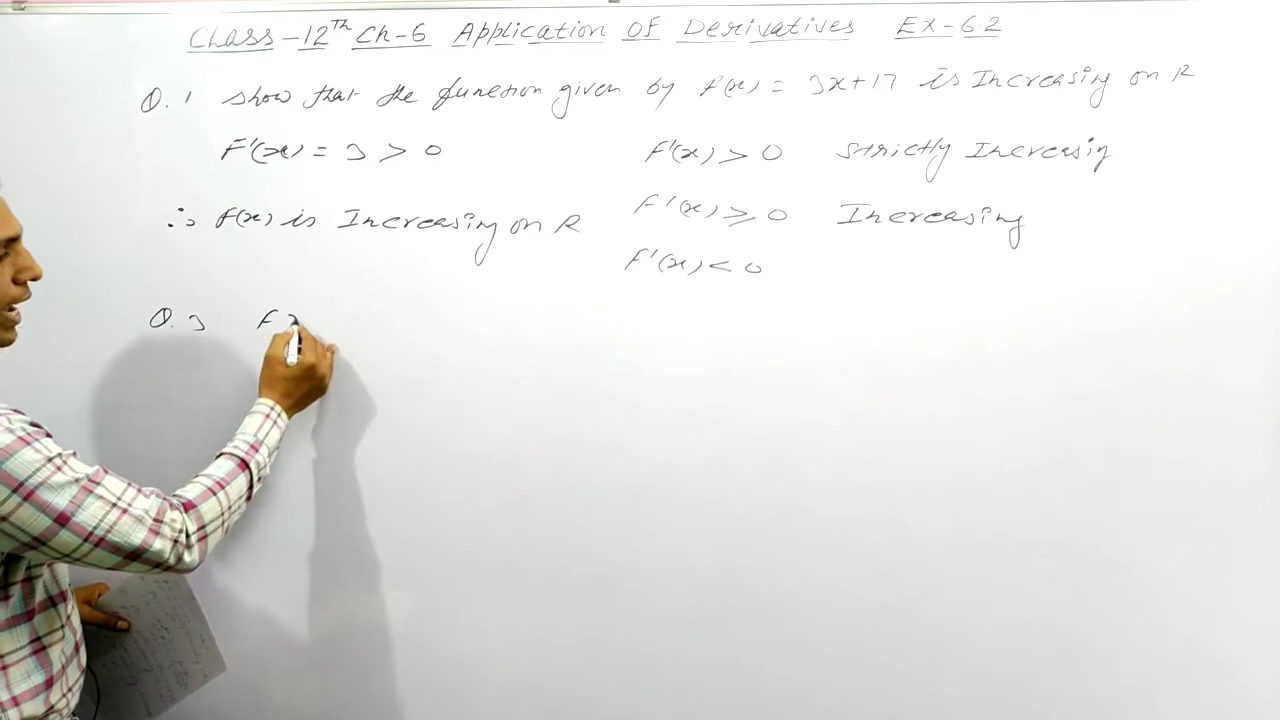 Class-12th Ch-6 Application Of Derivatives Ex-6.2
Q.1 show that the function given by f(x) = 3x+17 is Increasing on R
F'(x) = 3 > 0
∴ f(x) is Increasing on R
F'(x) > 0 Strictly Increasing
F'(x) ≥ 0 Increasing
F'(x) < 0
Q.3 f